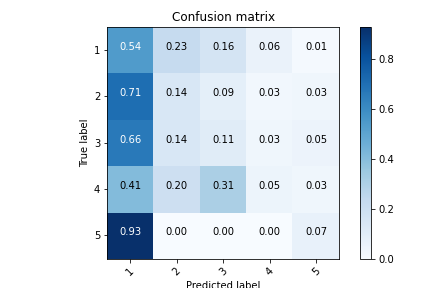 Confusion matrix
1 0.54 0.23 0.16 0.06 0.01
2 0.71 0.14 0.09 0.03 0.03
3 0.66 0.14 0.11 0.03 0.05
4 0.41 0.20 0.31 0.05 0.03
5 0.93 0.00 0.00 0.00 0.07
1 2 3 4 5
True label
Predicted label
0.8
0.6
0.4
0.2
0.0